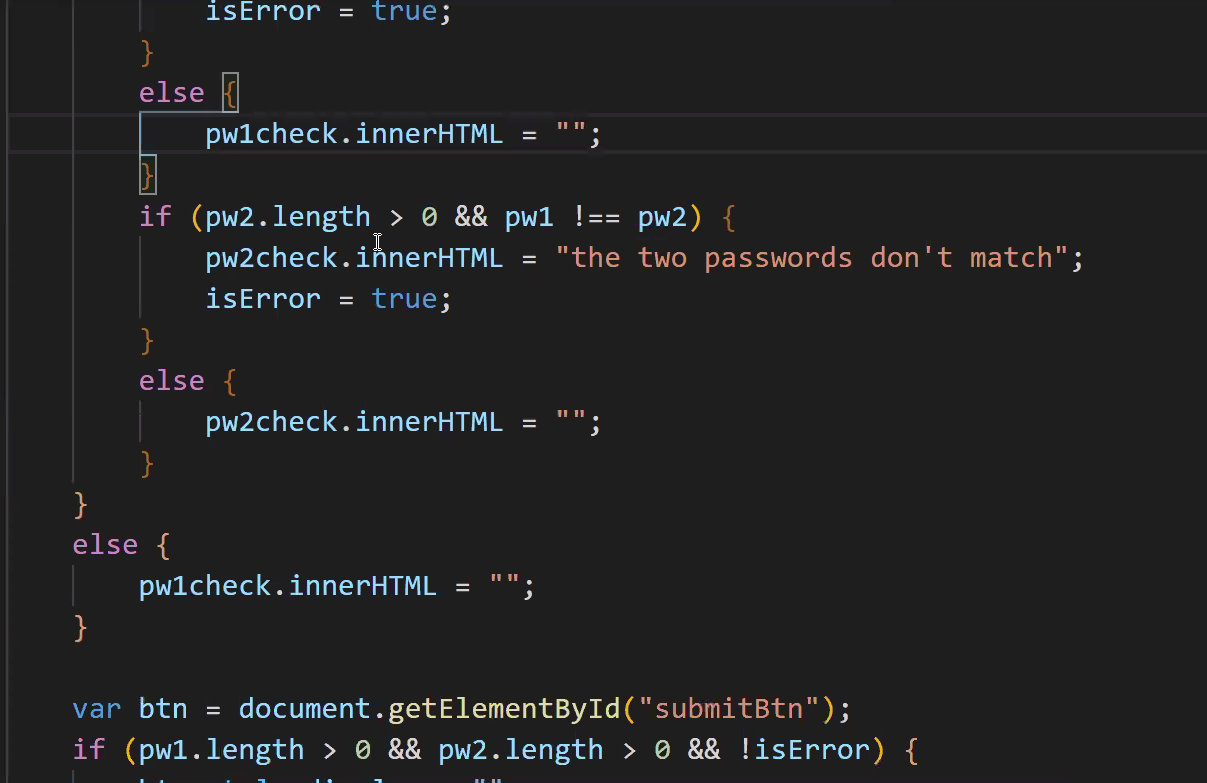 isError = true;
}
else {
pw1check.innerHTML = "";
}
if (pw2.length > 0 && pw1 !== pw2) {
pw2check.innerHTML = "the two passwords don't match";
isError = true;
}
else {
pw2check.innerHTML = "";
}
}
else {
pw1check.innerHTML = "";
}
var btn = document.getElementById("submitBtn");
if (pw1.length > 0 && pw2.length > 0 && !isError) {